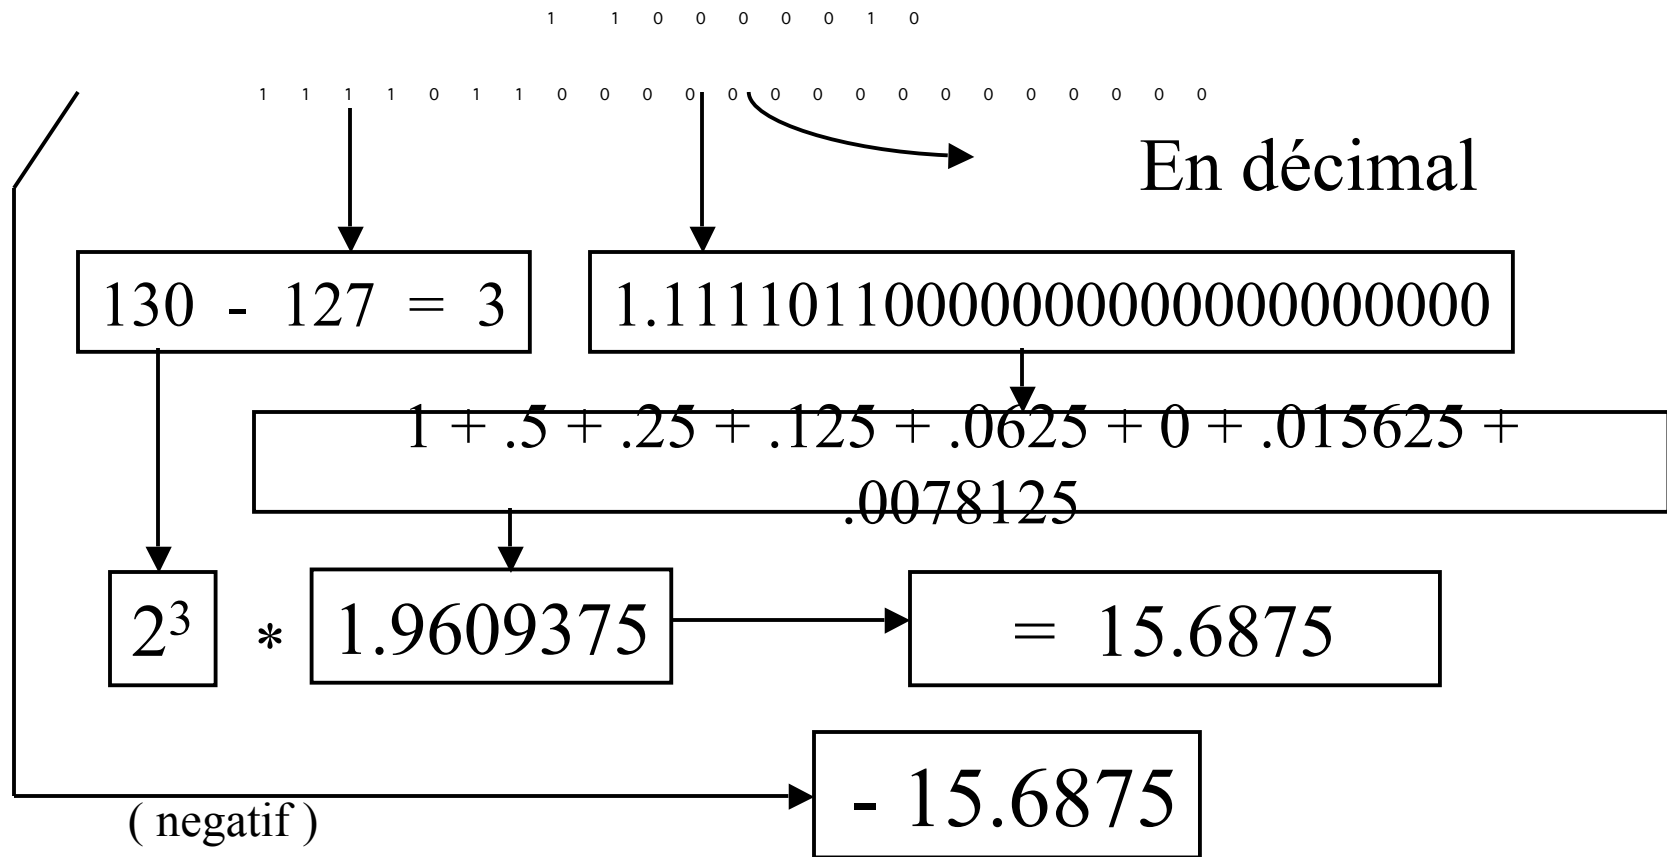 1 1 0 0 0 0 0 1 0
1 1 1 1 0 1 1 0 0 0 0 0 0 0 0 0 0 0 0 0 0 0 0
En décimal
130 - 127 = 3
1.11110110000000000000000000
1 + .5 + .25 + .125 + .0625 + 0 + .015625 +
.0078125
2³ * 1.9609375 = 15.6875
- 15.6875
( negatif )